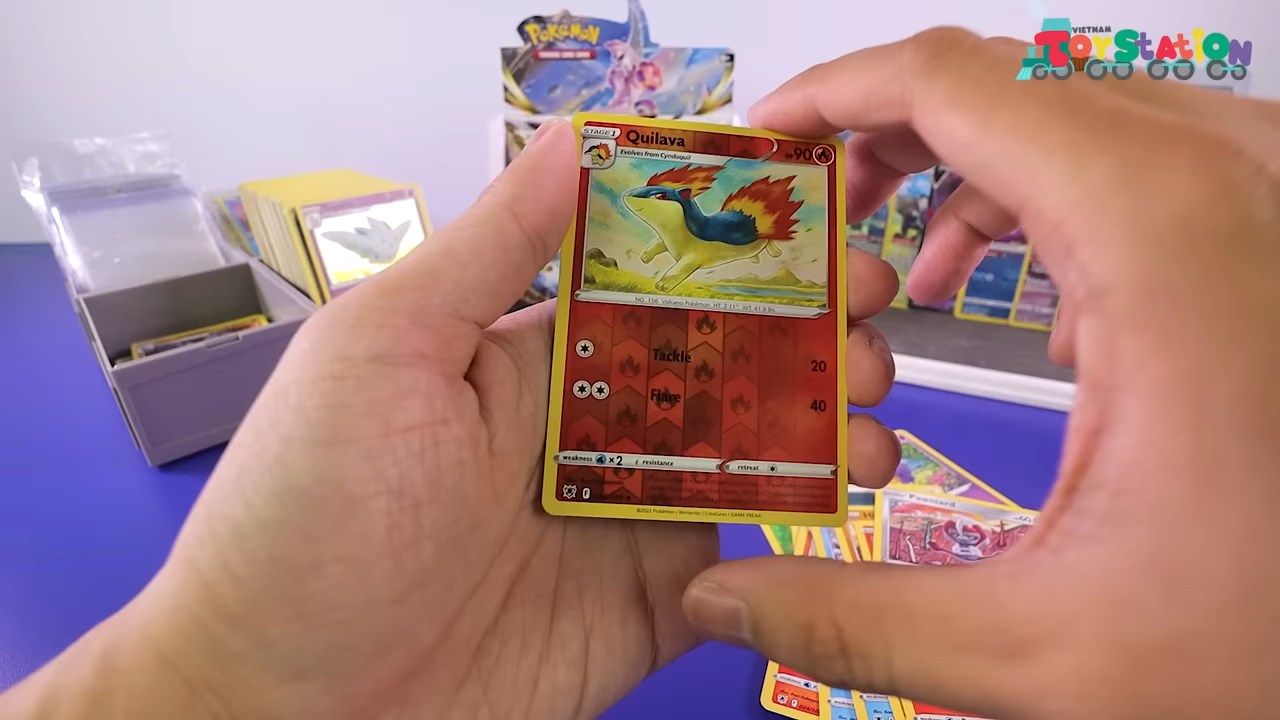 VIETNAM
TOYSTATION
POKÉMON
STAGE 1
Quilava
HP 90
Evolves from Cyndaquil
NO. 156 Volcano Pokémon HT: 2'11" WT: 41.9 lbs.
Tackle 20
Flare 40
weakness ×2 resistance retreat
F
©2022 Pokémon / Nintendo / Creatures / GAME FREAK
Pawniard
60